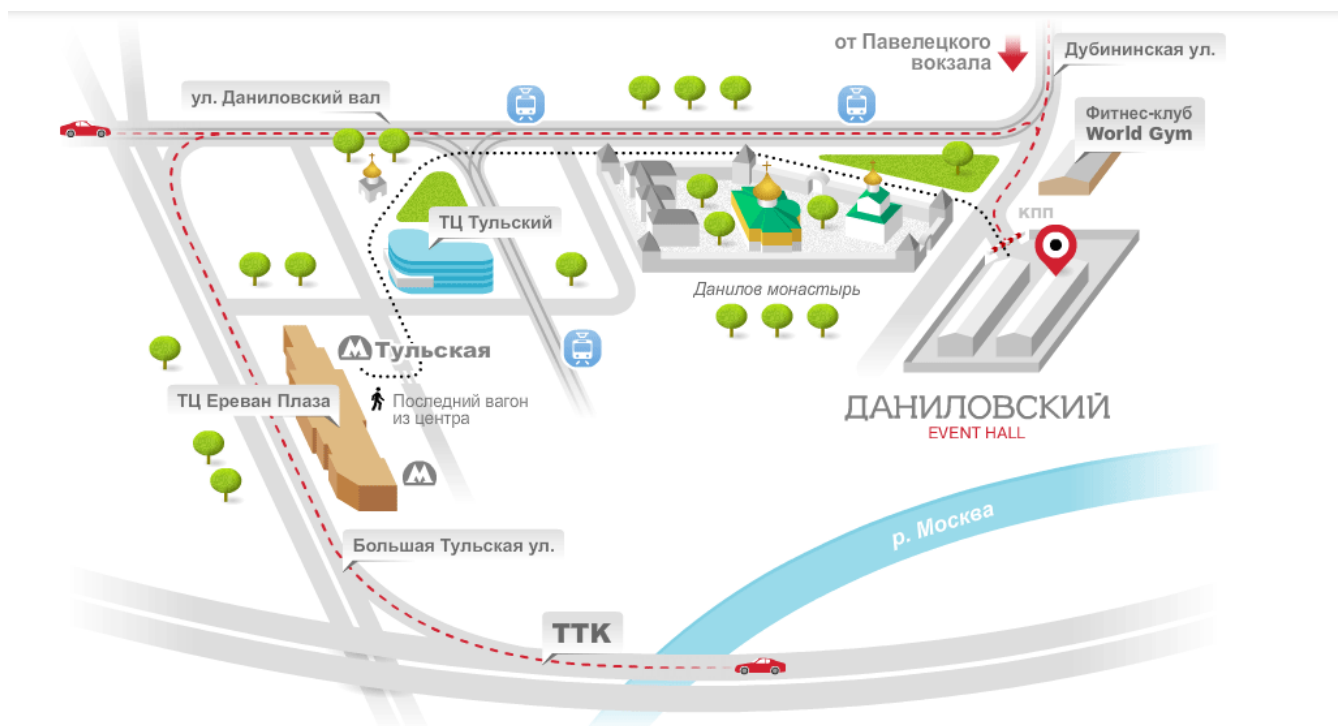 от Павелецкого
вокзала
Дубининская ул.
ул. Даниловский вал
Фитнес-клуб
World Gym
КПП
ТЦ Тульский
Данилов монастырь
Тульская
ТЦ Ереван Плаза
Последний вагон
из центра
ДАНИЛОВСКИЙ
EVENT HALL
р. Москва
Большая Тульская ул.
ТТК